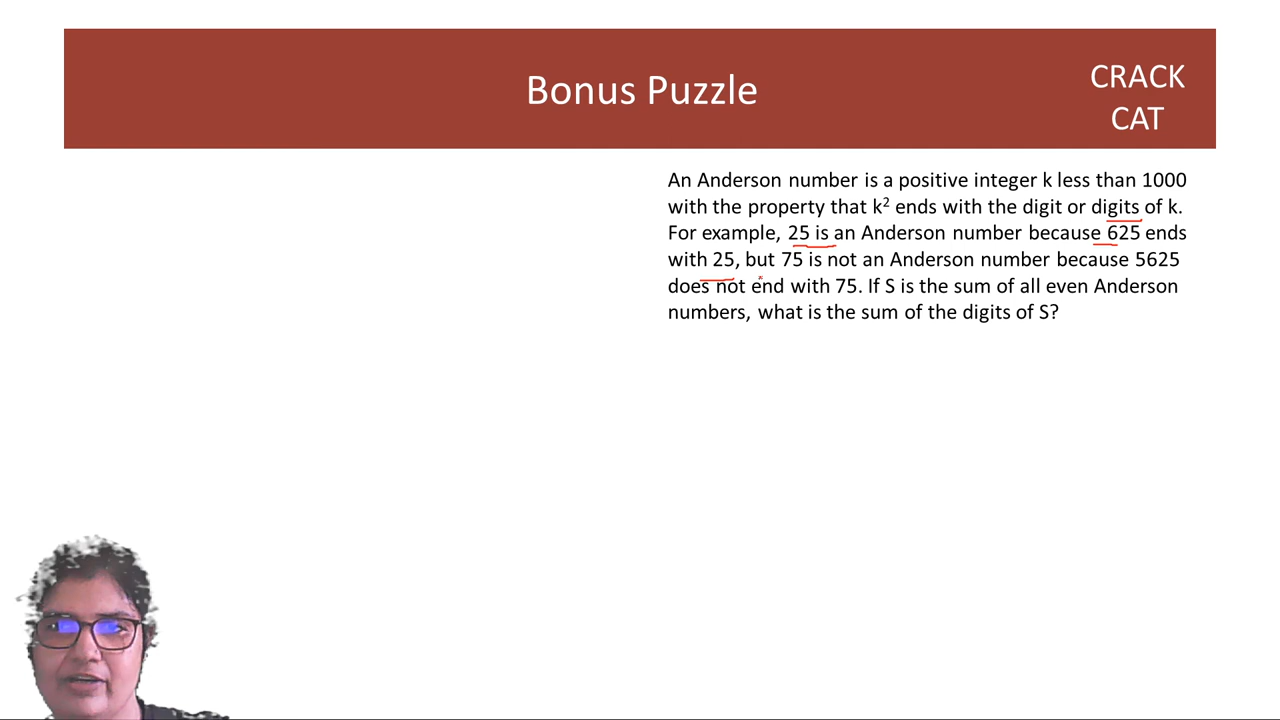 Bonus Puzzle
CRACK
CAT
An Anderson number is a positive integer k less than 1000
with the property that k² ends with the digit or digits of k.
For example, 25 is an Anderson number because 625 ends
with 25, but 75 is not an Anderson number because 5625
does not end with 75. If S is the sum of all even Anderson
numbers, what is the sum of the digits of S?